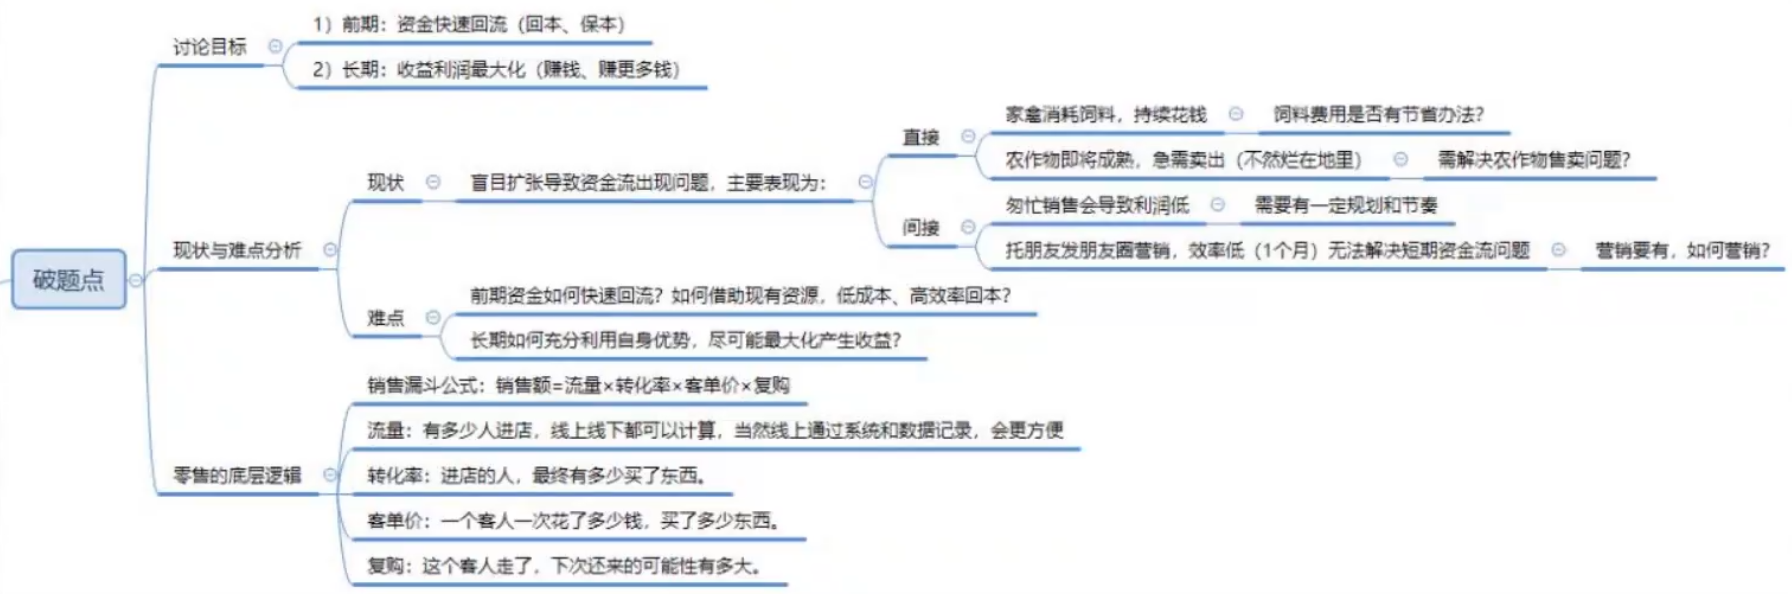 破题点
讨论目标
1）前期：资金快速回流（回本、保本）
2）长期：收益利润最大化（赚钱、赚更多钱）
现状与难点分析
现状
盲目扩张导致资金流出现问题，主要表现为：
直接
家禽消耗饲料，持续花钱
饲料费用是否有节省办法？
农作物即将成熟，急需卖出（不然烂在地里）
需解决农作物售卖问题？
间接
匆忙销售会导致利润低
需要有一定规划和节奏
托朋友发朋友圈营销，效率低（1个月）无法解决短期资金流问题
营销要有，如何营销？
难点
前期资金如何快速回流？如何借助现有资源，低成本、高效率回本？
长期如何充分利用自身优势，尽可能最大化产生收益？
零售的底层逻辑
销售漏斗公式：销售额=流量×转化率×客单价×复购
流量：有多少人进店，线上线下都可以计算，当然线上通过系统和数据记录，会更方便
转化率：进店的人，最终有多少买了东西。
客单价：一个客人一次花了多少钱，买了多少东西。
复购：这个客人走了，下次还来的可能性有多大。